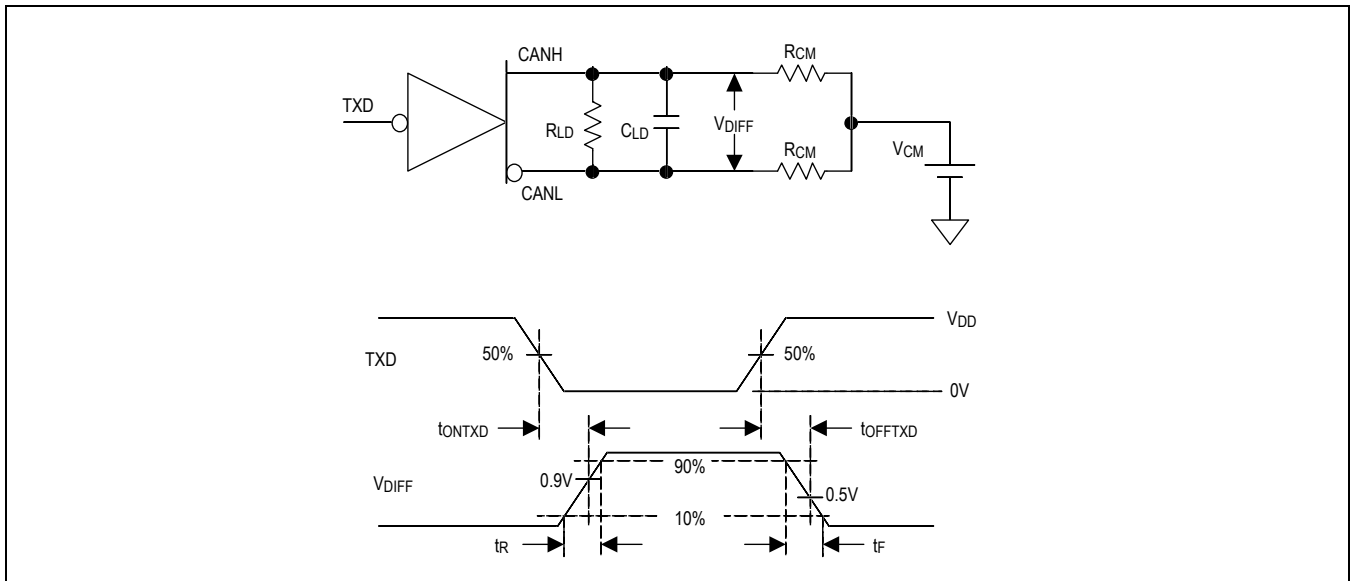 CANH
RCM
TXD
RLD
CLD
VDIFF
RCM
VCM
CANL
VDD
TXD
50%
50%
0V
tONTXD
tOFFTXD
90%
VDIFF
0.9V
0.5V
10%
tR
tF